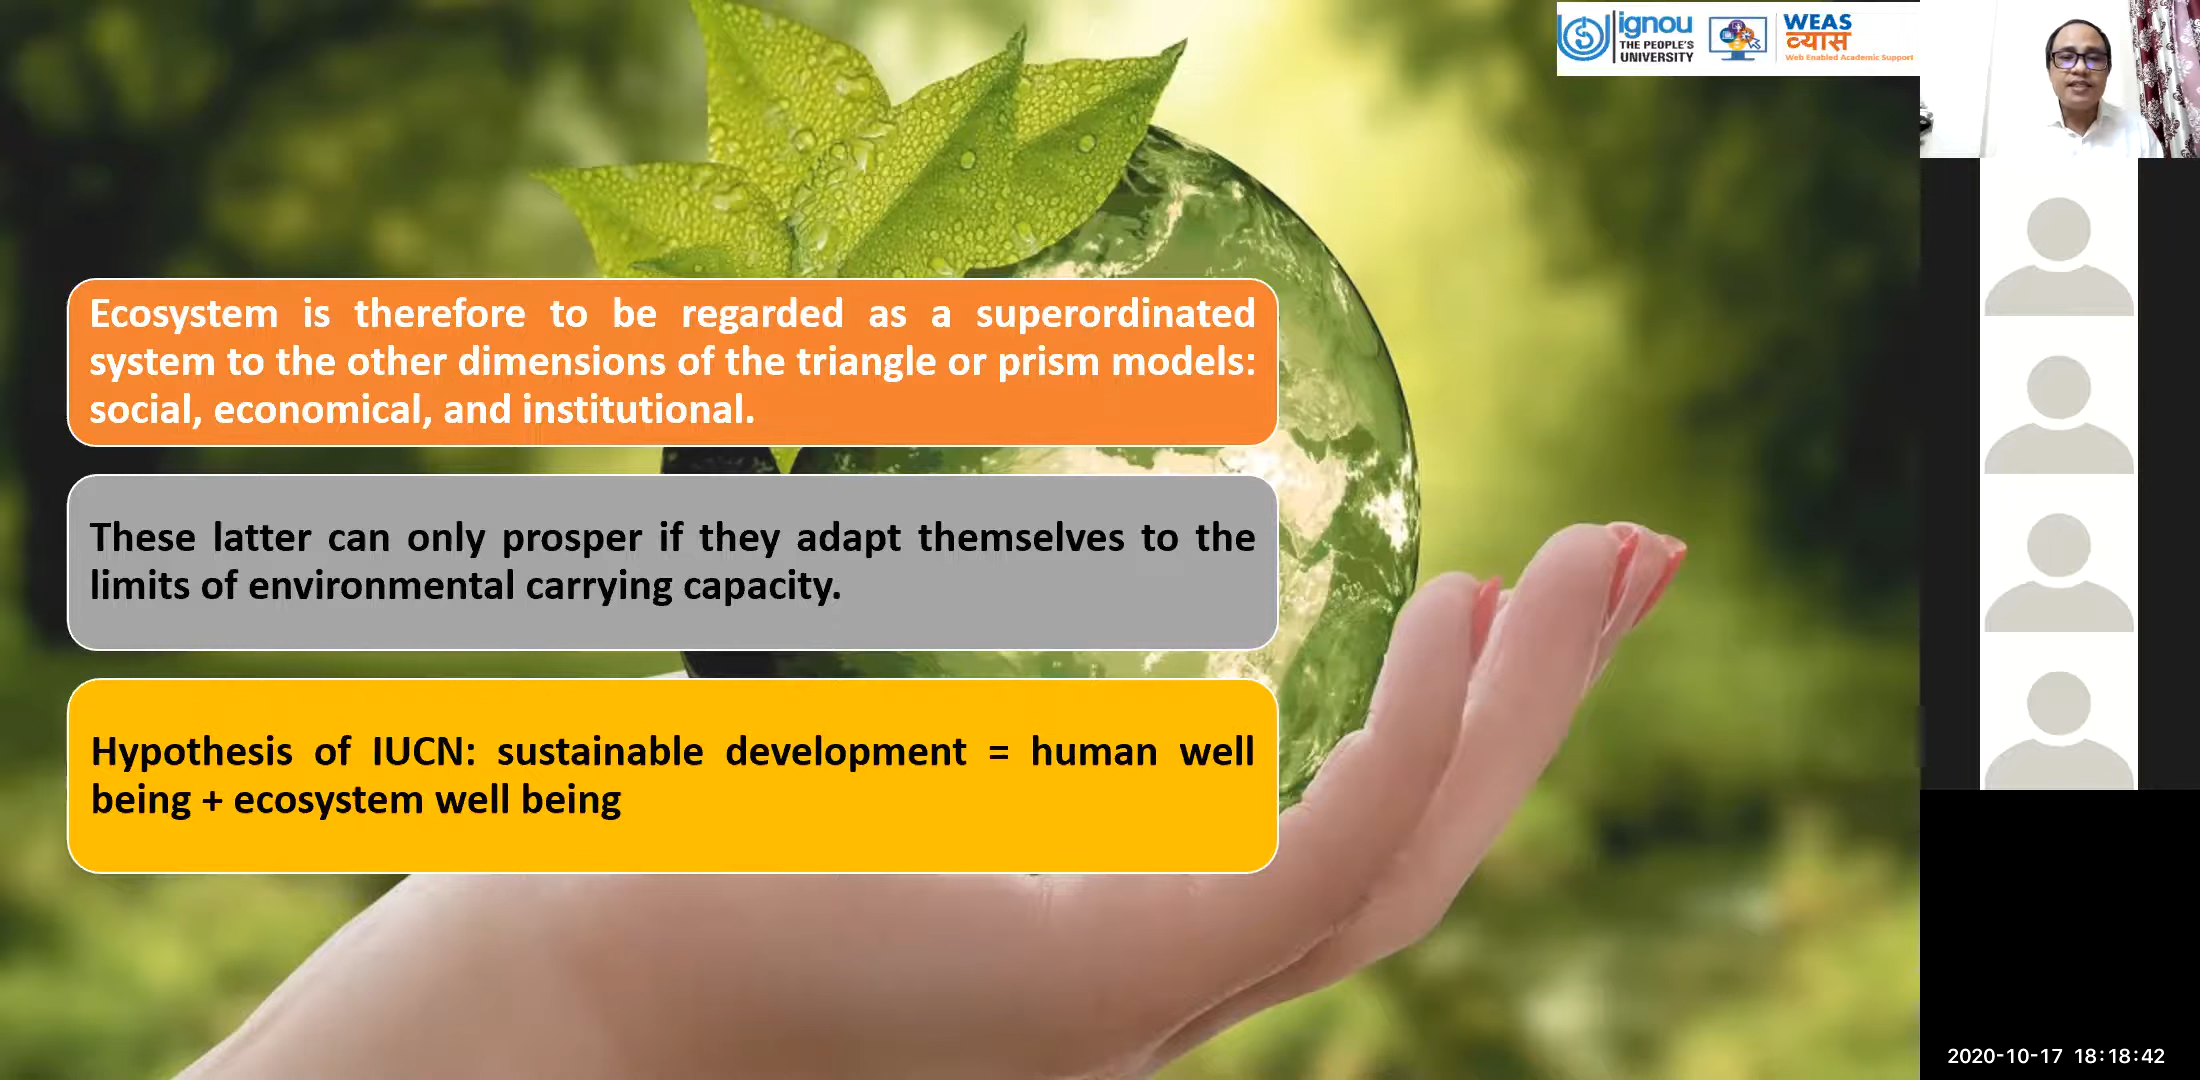 ignou
THE PEOPLE'S
UNIVERSITY
WEAS
व्यास
Web Enabled Academic Support
Ecosystem is therefore to be regarded as a superordinated
system to the other dimensions of the triangle or prism models:
social, economical, and institutional.
These latter can only prosper if they adapt themselves to the
limits of environmental carrying capacity.
Hypothesis of IUCN: sustainable development = human well
being + ecosystem well being
2020-10-17 18:18:42